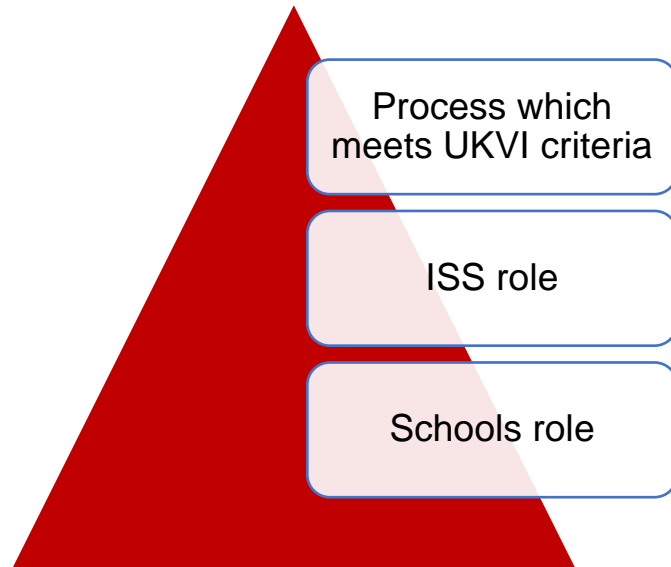 Process which
meets UKVI criteria
ISS role
Schools role